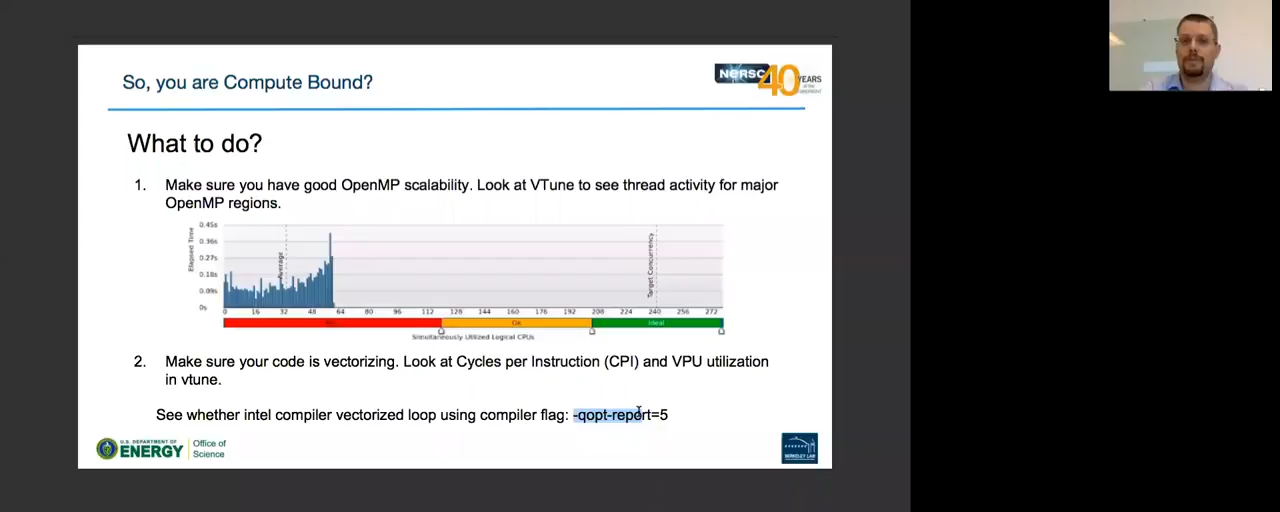 So, you are Compute Bound?
NERSC 40 YEARS
What to do?
1. Make sure you have good OpenMP scalability. Look at VTune to see thread activity for major
OpenMP regions.
Elapsed Time
0.45s
0.36s
0.27s
0.18s
0.09s
0s
Average
Target Concurrency
0 16 32 48 64 80 96 112 128 144 160 176 192 208 224 240 256 272
Ok Ideal
Simultaneously Utilized Logical CPUs
2. Make sure your code is vectorizing. Look at Cycles per Instruction (CPI) and VPU utilization
in vtune.
See whether intel compiler vectorized loop using compiler flag: -qopt-report=5
U.S. DEPARTMENT OF
ENERGY
Office of
Science
BERKELEY LAB